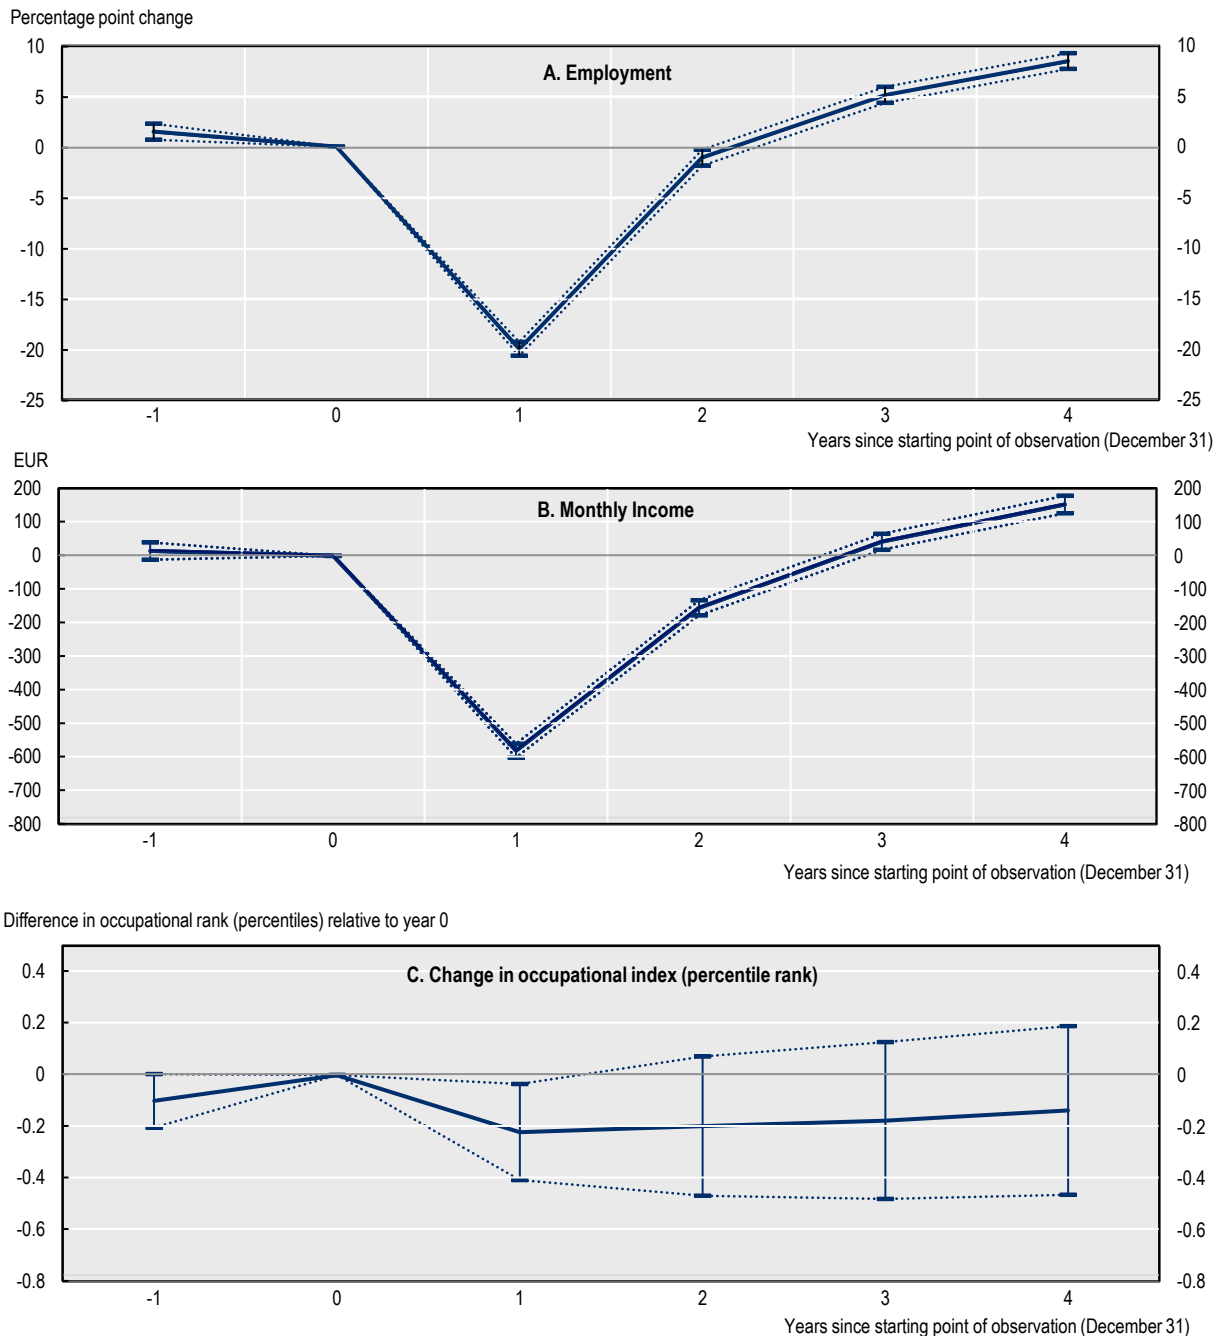 Percentage point change
A. Employment
10 10
5 5
0 0
-5 -5
-10 -10
-15 -15
-20 -20
-25 -25
-1 0 1 2 3 4
Years since starting point of observation (December 31)
EUR
B. Monthly Income
200 200
100 100
0 0
-100 -100
-200 -200
-300 -300
-400 -400
-500 -500
-600 -600
-700 -700
-800 -800
-1 0 1 2 3 4
Years since starting point of observation (December 31)
Difference in occupational rank (percentiles) relative to year 0
C. Change in occupational index (percentile rank)
0.4 0.4
0.2 0.2
0 0
-0.2 -0.2
-0.4 -0.4
-0.6 -0.6
-0.8 -0.8
-1 0 1 2 3 4
Years since starting point of observation (December 31)